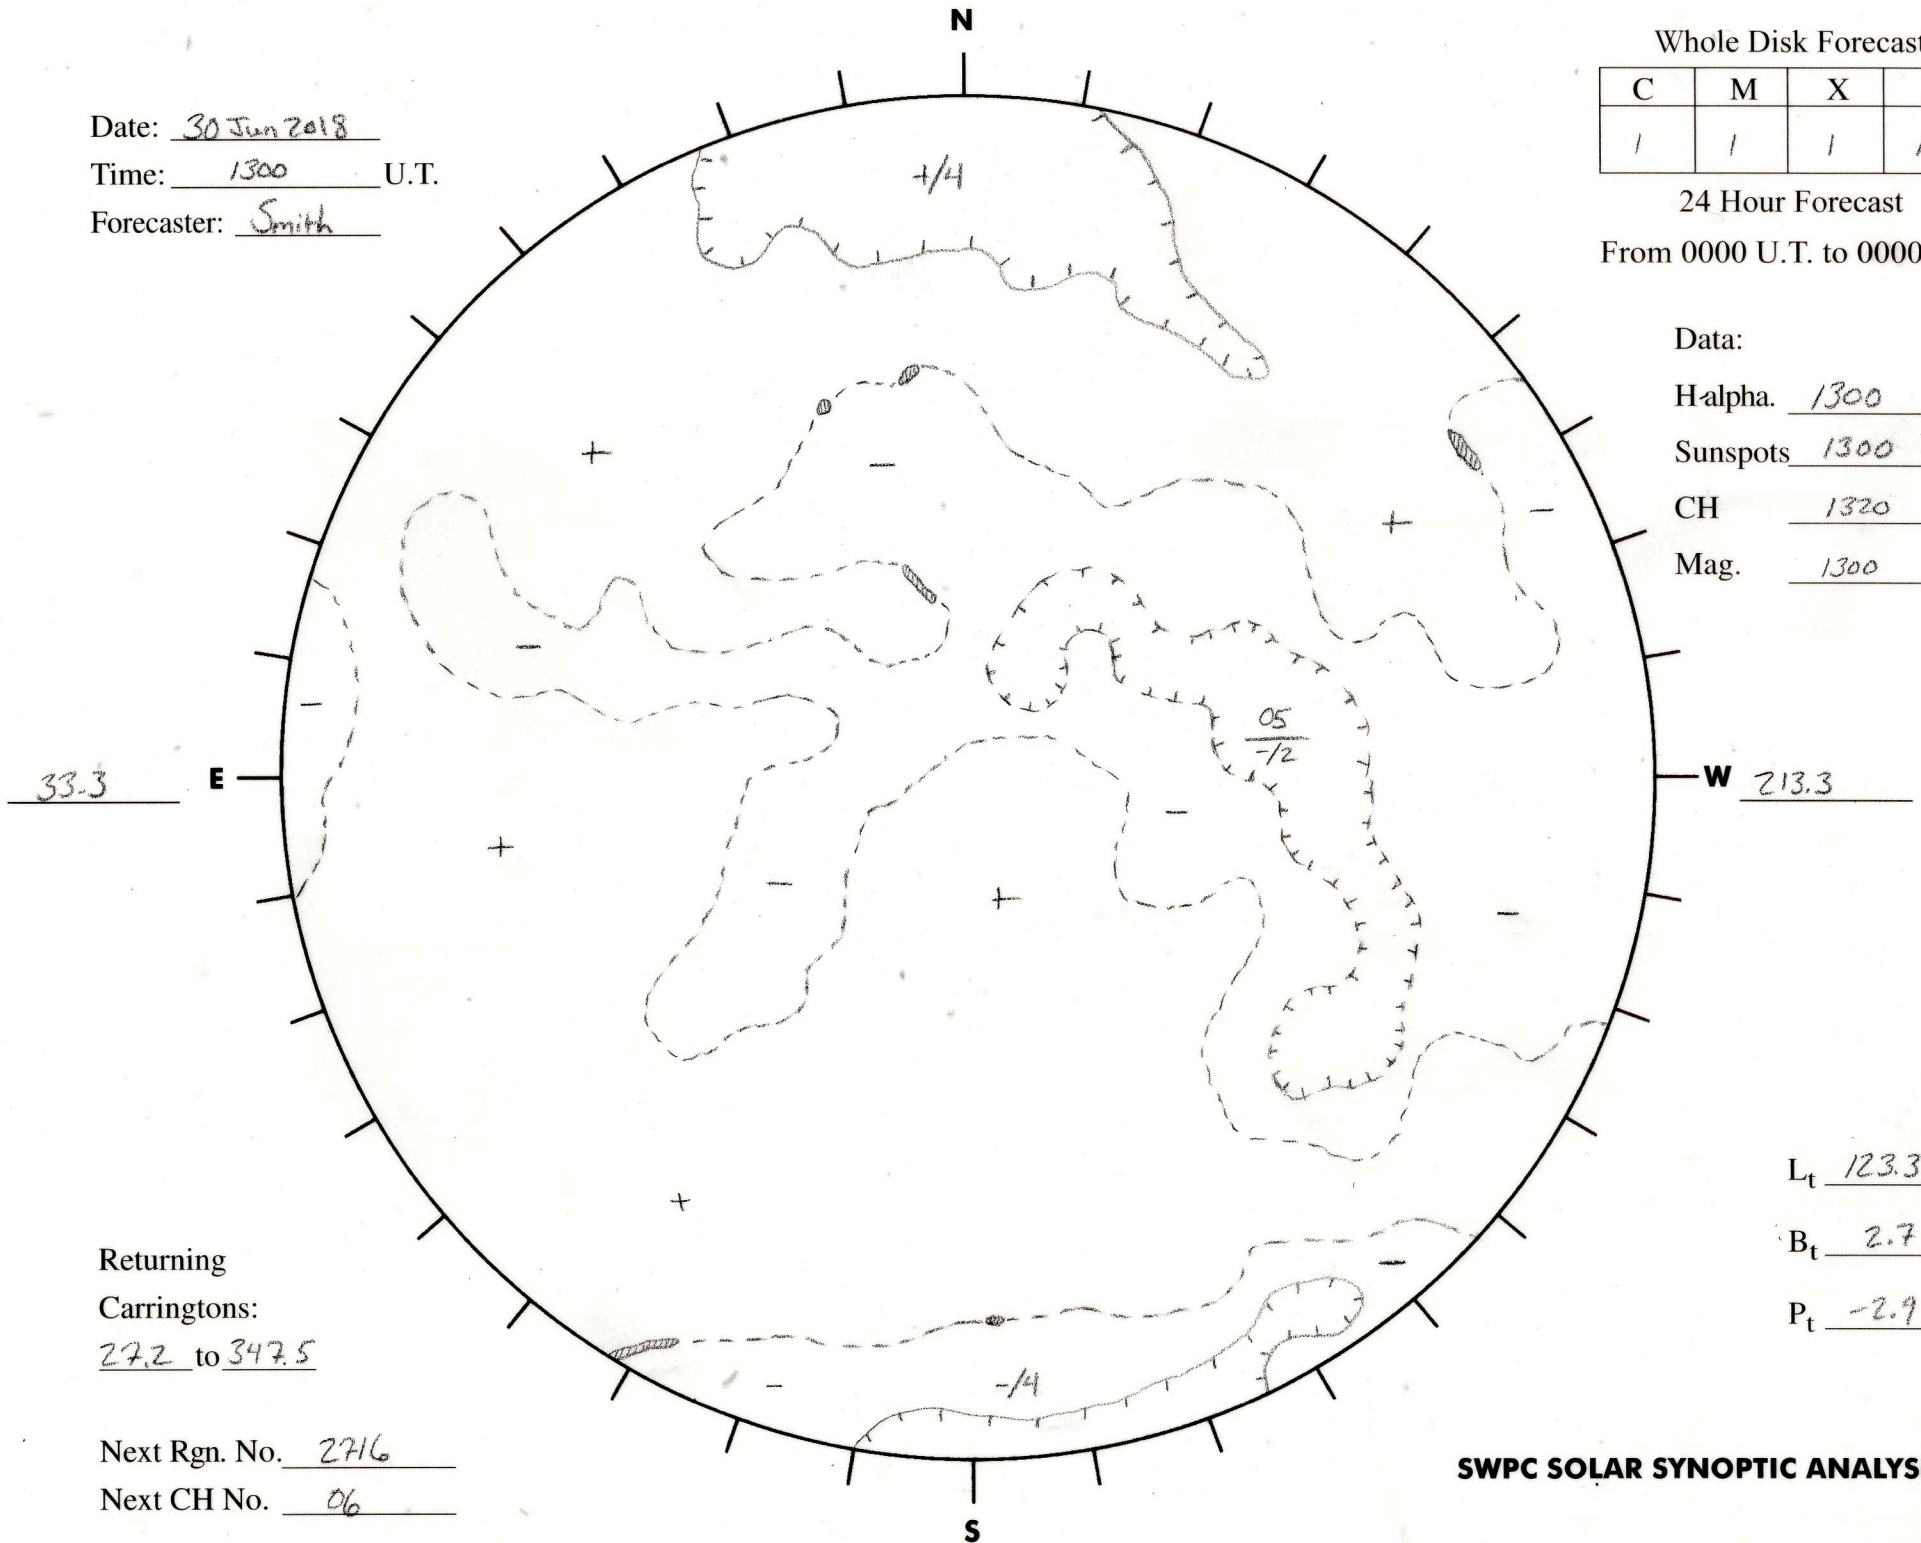 N
Whole Disk Forecast
C M X
Date: 30 Jun 2018
1 1 1
Time: 1300 U.T.
24 Hour Forecast
Forecaster: Smith
From 0000 U.T. to 0000
+/4
Data:
H-alpha. 1300
Sunspots 1300
CH 1320
Mag. 1300
+
-
+
-
-
-
05
-/2
33.3 E
W 213.3
-
+
-
+
-
Lt 123.3
+
Bt 2.7
-
Pt -2.9
Returning
Carringtons:
27.2 to 347.5
-
-/4
Next Rgn. No. 2716
SWPC SOLAR SYNOPTIC ANALYS
Next CH No. 06
S